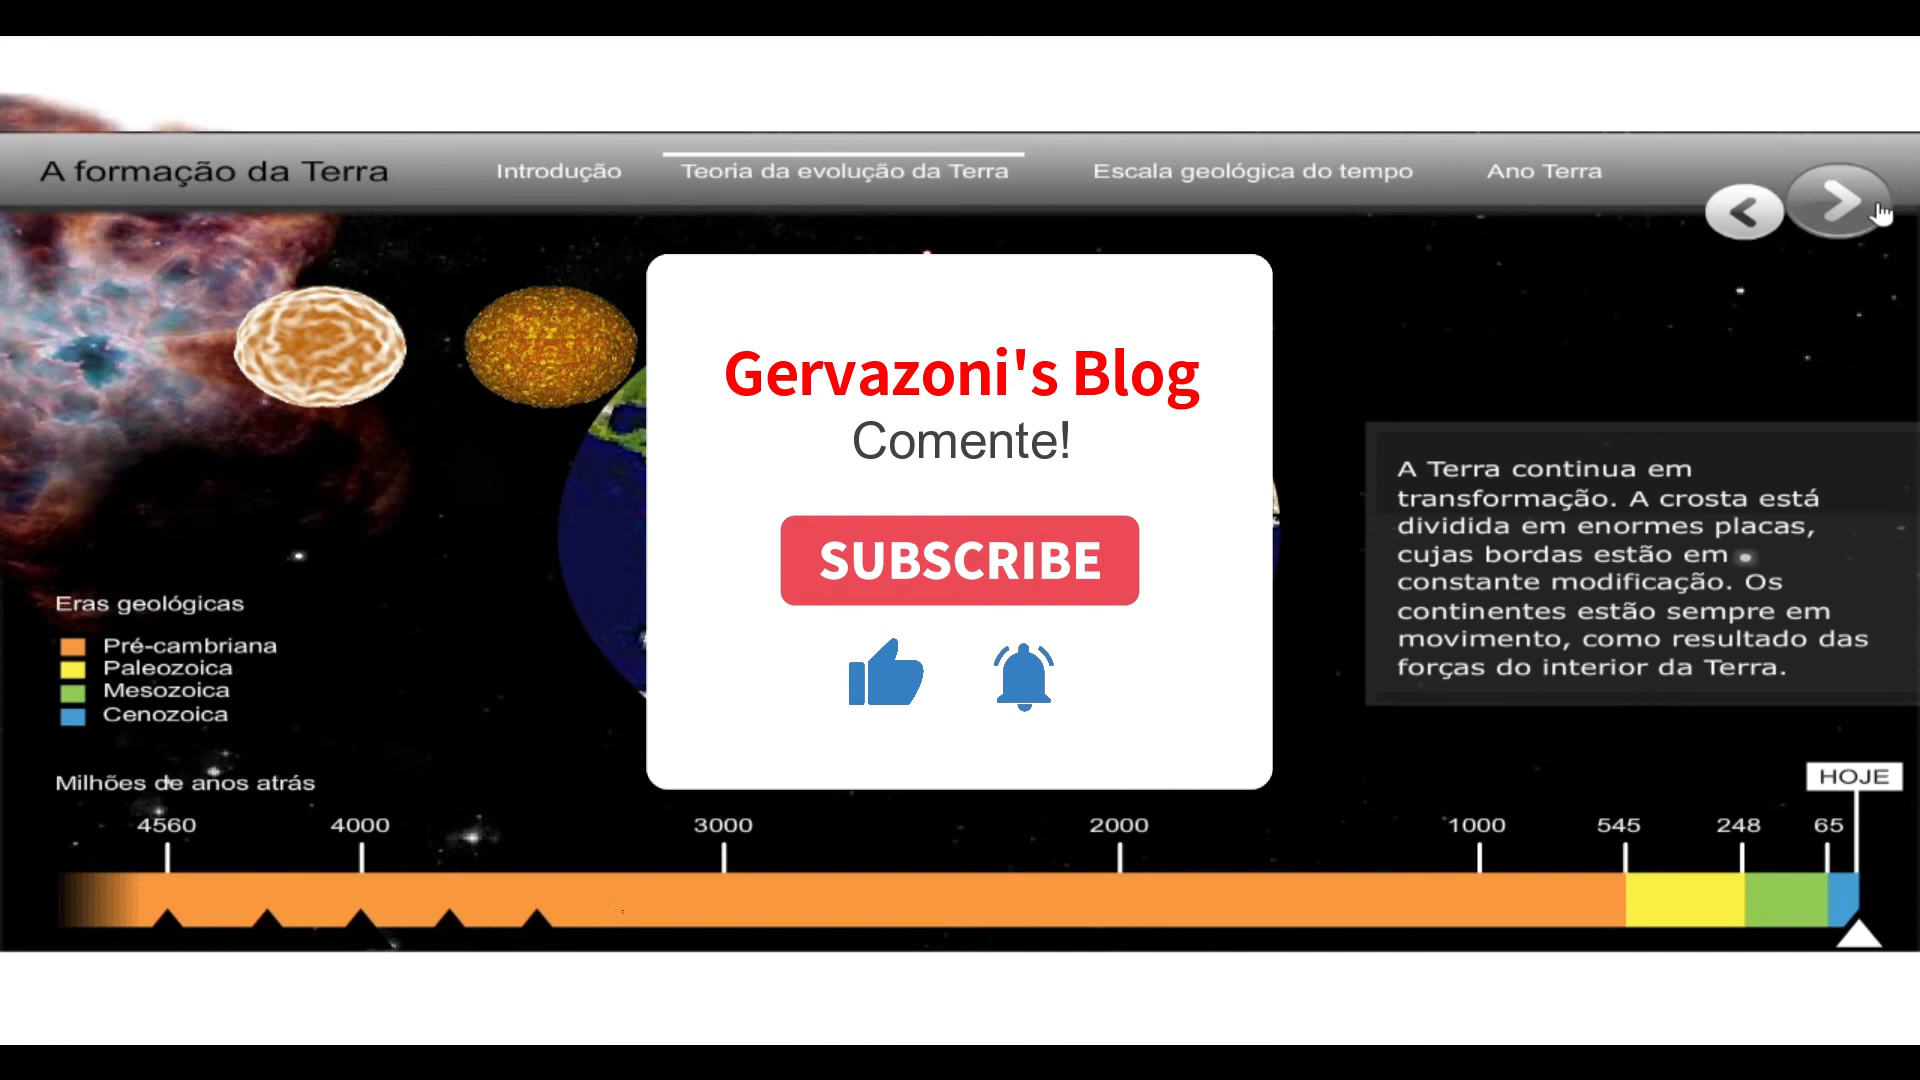 A formação da Terra
Introdução
Teoria da evolução da Terra
Escala geológica do tempo
Ano Terra
Gervazoni's Blog
Comente!
SUBSCRIBE
A Terra continua em
transformação. A crosta está
dividida em enormes placas,
cujas bordas estão em
constante modificação. Os
continentes estão sempre em
movimento, como resultado das
forças do interior da Terra.
Eras geológicas
Pré-cambriana
Paleozoica
Mesozoica
Cenozoica
Milhões de anos atrás
HOJE
4560 4000 3000 2000 1000 545 248 65